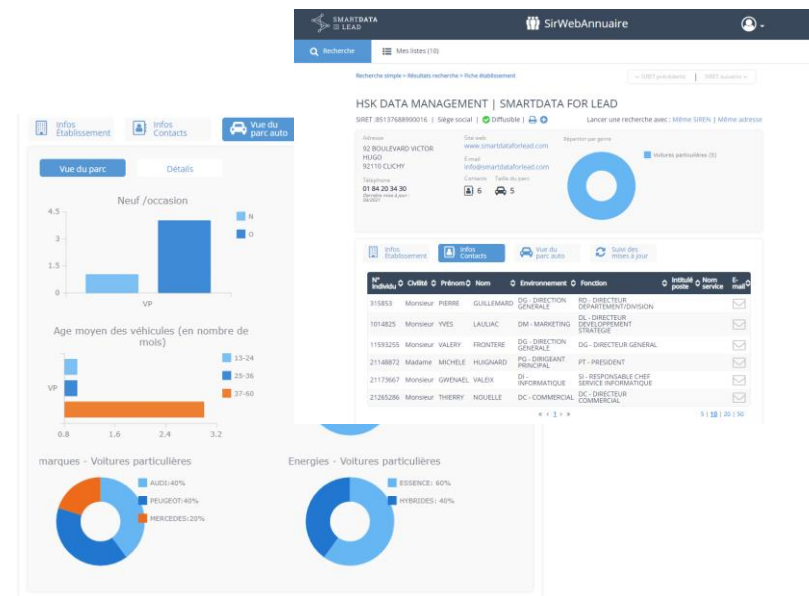 SMARTDATA
LEAD
SirWebAnnuaire
Recherche
Mes listes (10)
Recherche simple > Résultats recherche > Fiche établissement
SIRET précédente | SIRET suivante
HSK DATA MANAGEMENT | SMARTDATA FOR LEAD
SIRET :85137688900016 | Siège social | Diffusible |
Lancer une recherche avec : Même SIREN | Même adresse
Adresse
92 BOULEVARD VICTOR
HUGO
92110 CLICHY
Téléphone
01 84 20 34 30
Dernière mise à jour :
Site web
www.smartdataforlead.com
E-mail
info@smartdataforlead.com
Contacts Taille du parc
6 5
Répartition par genre
Voitures particulières (5)
Infos
Établissement
Infos
Contacts
Vue du
parc auto
Suivi des
mises à jour
N° Individu Civilité Prénom Nom Environnement Fonction Intitulé poste Nom service E-mail
315853 Monsieur PIERRE GUILLEMARD DG - DIRECTION GENERALE RD - DIRECTEUR DEPARTEMENT/DIVISION
1014825 Monsieur YVES LAULIAC DM - MARKETING DL - DIRECTEUR DEVELOPPEMENT STRATEGIE
11593255 Monsieur VALERY FRONTERE DG - DIRECTION GENERALE DG - DIRECTEUR GENERAL
21148872 Madame MICHELE HUIGNARD PG - DIRIGEANT PRINCIPAL PT - PRESIDENT
21173667 Monsieur GWENAEL VALEIX DI - INFORMATIQUE SI - RESPONSABLE CHEF SERVICE INFORMATIQUE
21265286 Monsieur THIERRY NOUELLE DC - COMMERCIAL DC - DIRECTEUR COMMERCIAL
« ‹ 1 › »
5 | 10 | 20 | 50
Infos
Établissement
Infos
Contacts
Vue du
parc auto
Vue du parc
Détails
Neuf /occasion
4.5
3
1.5
0
VP
N
O
Age moyen des véhicules (en nombre de
mois)
VP
0.8 1.6 2.4 3.2
13-24
25-36
37-60
marques - Voitures particulières
AUDI:40%
PEUGEOT:40%
MERCEDES:20%
Energies - Voitures particulières
ESSENCE: 60%
HYBRIDES: 40%